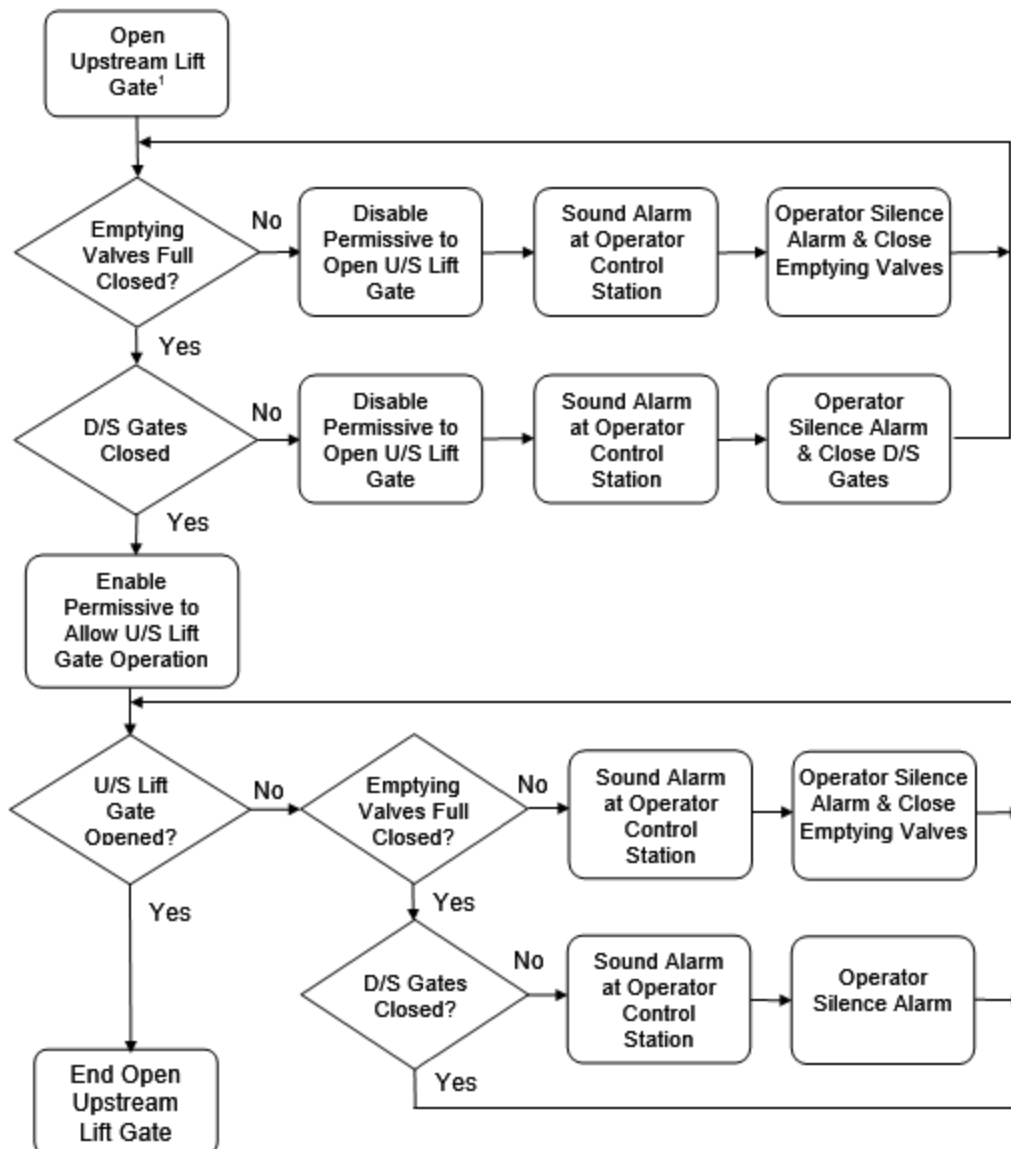 Open
Upstream Lift
Gate¹
Emptying
Valves Full
Closed?
No
Disable
Permissive to
Open U/S Lift
Gate
Sound Alarm
at Operator
Control
Station
Operator Silence
Alarm & Close
Emptying Valves
Yes
D/S Gates
Closed
No
Disable
Permissive to
Open U/S Lift
Gate
Sound Alarm
at Operator
Control
Station
Operator
Silence Alarm
& Close D/S
Gates
Yes
Enable
Permissive to
Allow U/S Lift
Gate Operation
U/S Lift
Gate
Opened?
No
Emptying
Valves Full
Closed?
No
Sound Alarm
at Operator
Control
Station
Operator Silence
Alarm & Close
Emptying Valves
Yes
Yes
D/S Gates
Closed?
No
Sound Alarm
at Operator
Control
Station
Operator
Silence Alarm
Yes
End Open
Upstream
Lift Gate